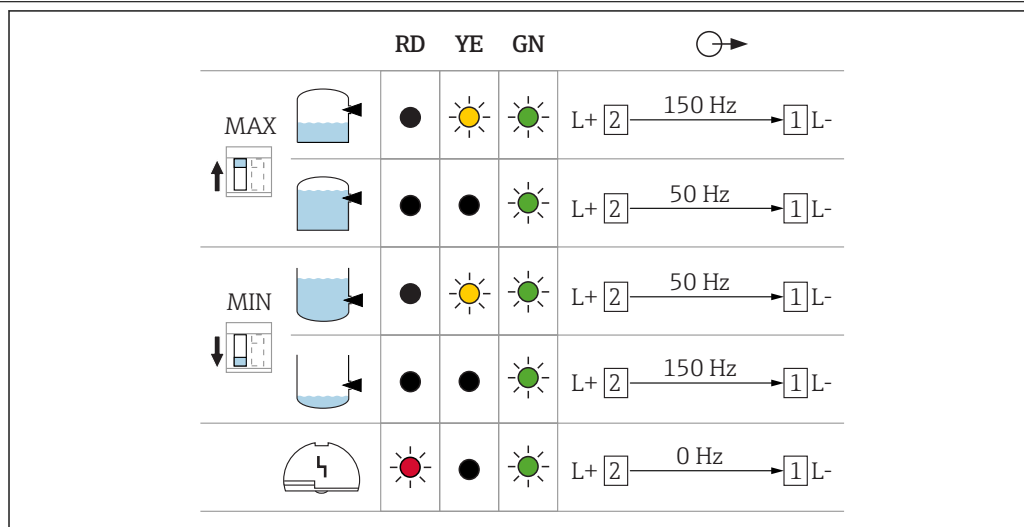 RD YE GN
MAX
L+ 2 150 Hz 1 L-
L+ 2 50 Hz 1 L-
MIN
L+ 2 50 Hz 1 L-
L+ 2 150 Hz 1 L-
L+ 2 0 Hz 1 L-